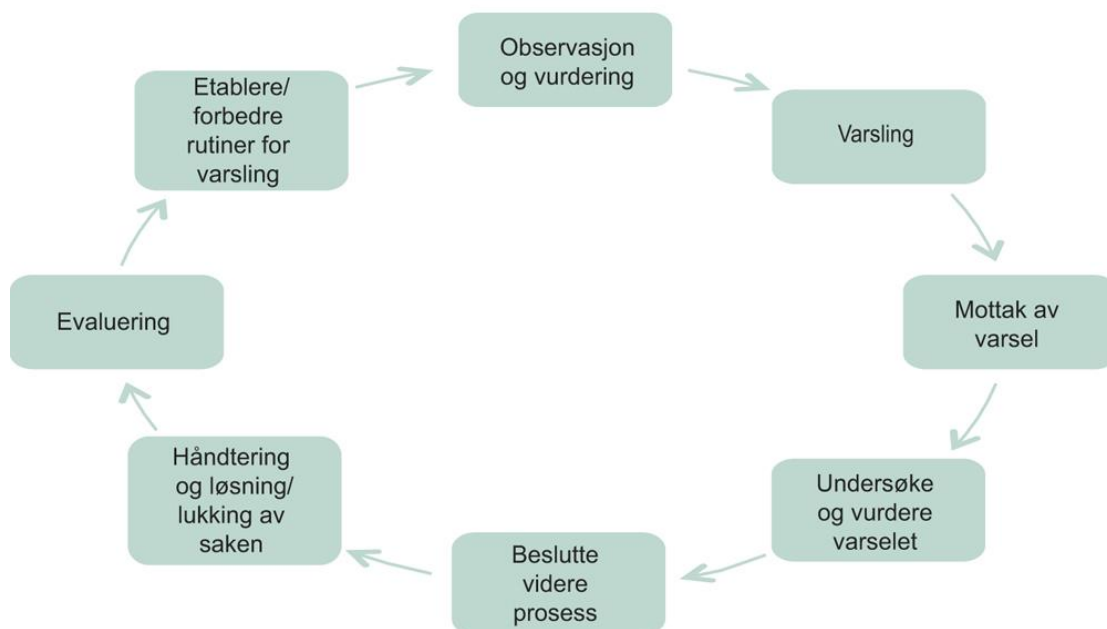 Observasjon
og vurdering
Varsling
Mottak av
varsel
Undersøke
og vurdere
varselet
Beslutte
videre
prosess
Håndtering
og løsning/
lukking av
saken
Evaluering
Etablere/
forbedre
rutiner for
varsling